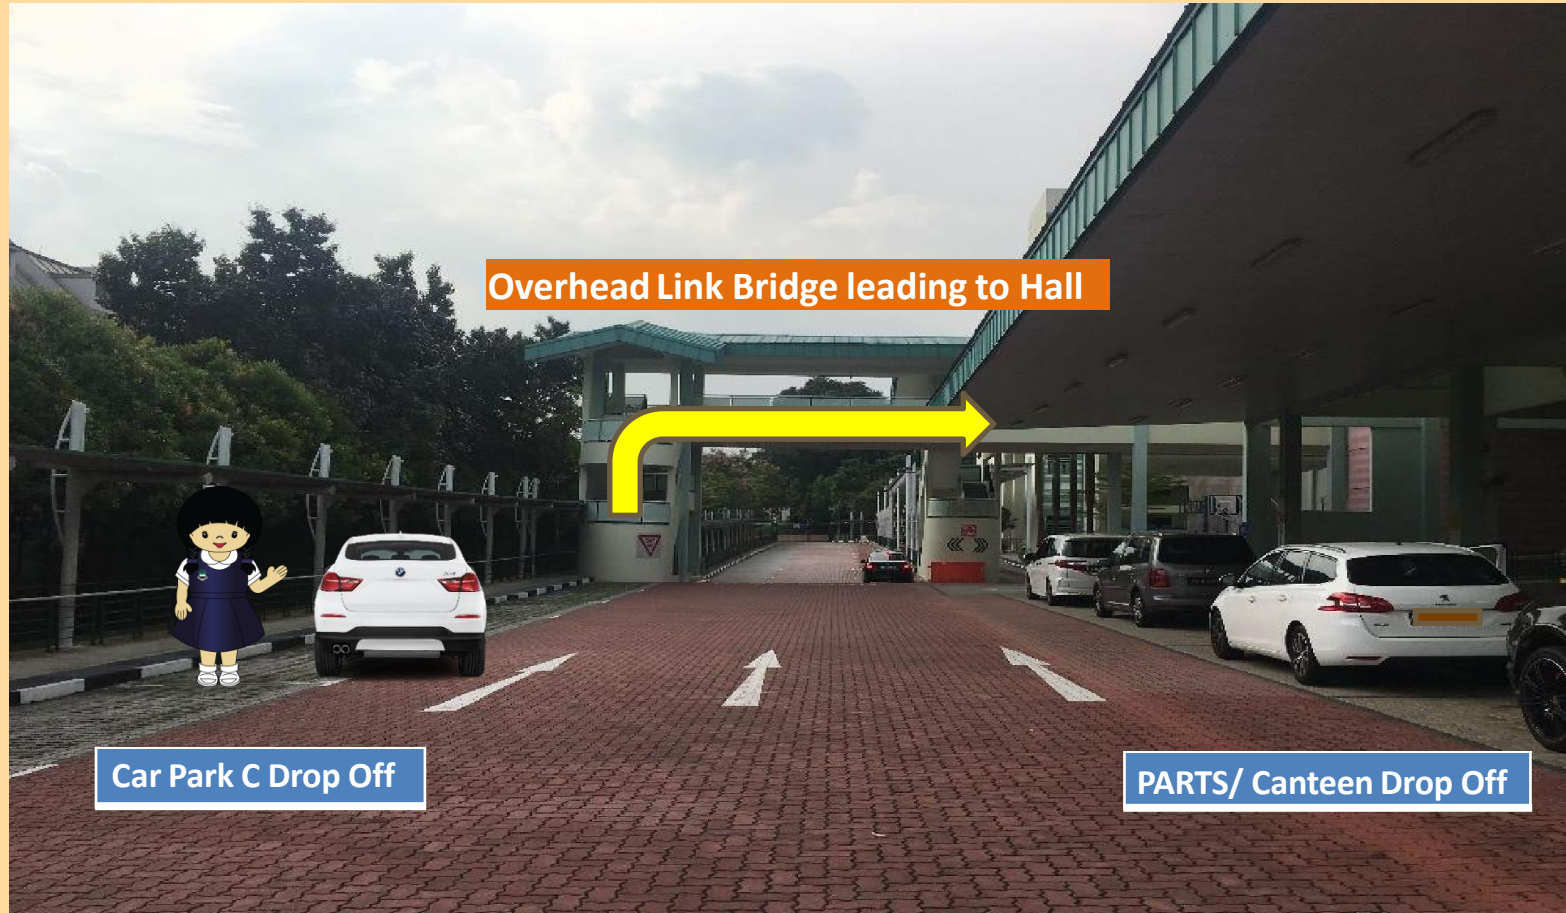 Overhead Link Bridge leading to Hall
Car Park C Drop Off
PARTS/ Canteen Drop Off